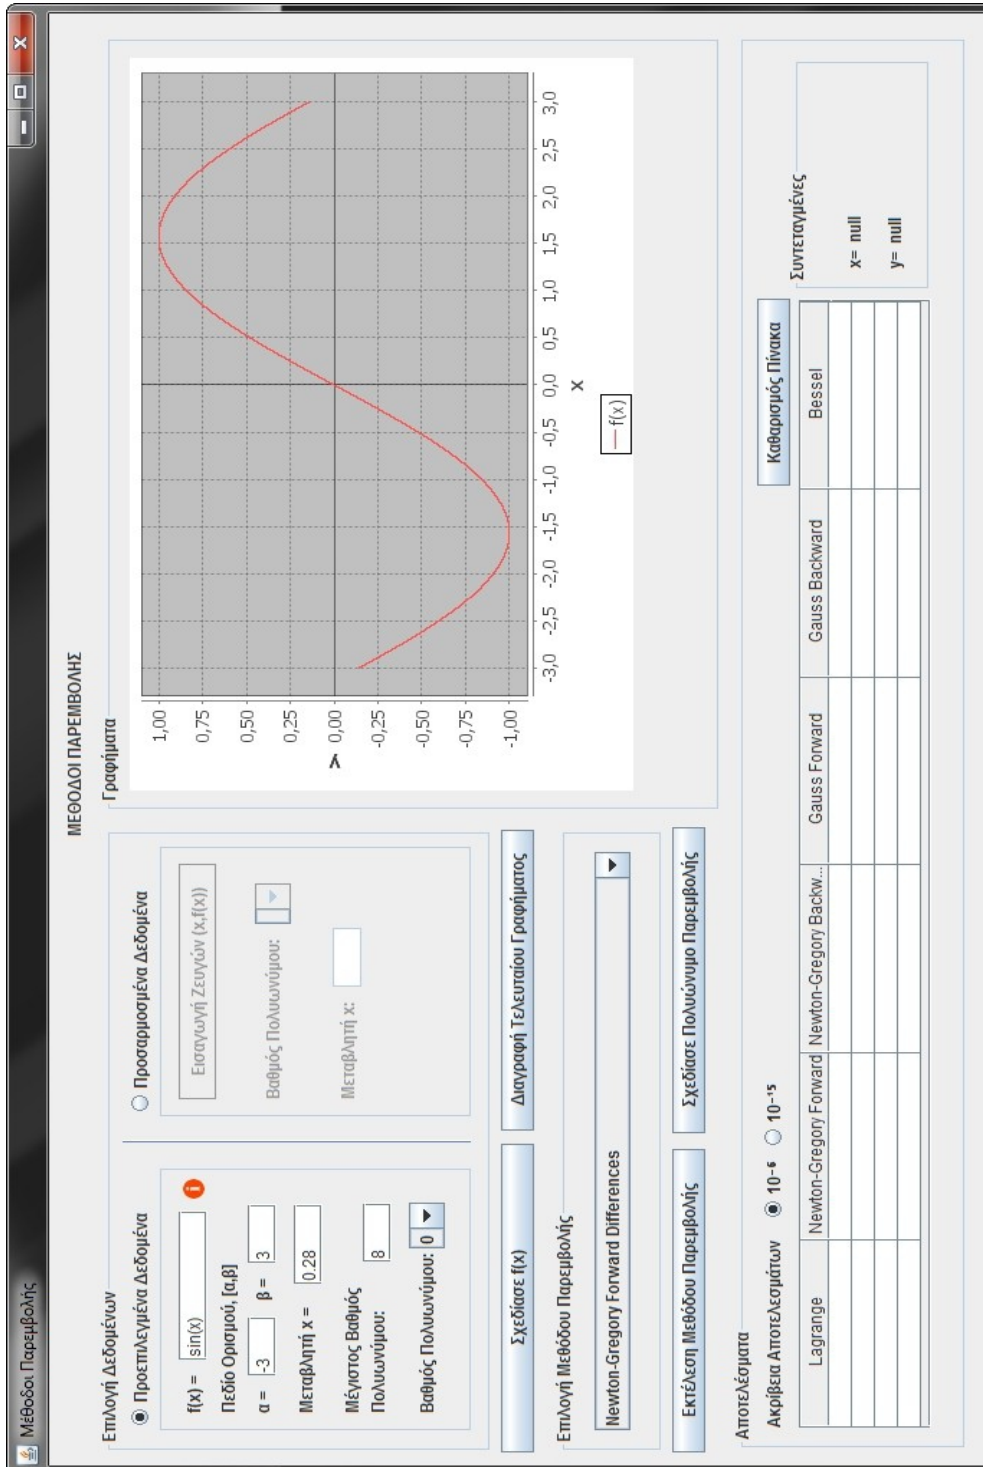 Μέθοδοι Παρεμβολής
ΜΕΘΟΔΟΙ ΠΑΡΕΜΒΟΛΗΣ
Επιλογή Δεδομένων
Προεπιλεγμένα Δεδομένα
f(x) = sin(x)
Πεδίο Ορισμού, [α,β]
α = -3 β = 3
Μεταβλητή x = 0.28
Μέγιστος Βαθμός
Πολυωνύμου: 8
Βαθμός Πολυωνύμου: 0
Προσαρμοσμένα Δεδομένα
Εισαγωγή Ζευγών (x,f(x))
Βαθμός Πολυωνύμου:
Μεταβλητή x:
Σχεδίασε f(x)
Διαγραφή Τελευταίου Γραφήματος
Επιλογή Μεθόδου Παρεμβολής
Newton-Gregory Forward Differences
Εκτέλεση Μεθόδου Παρεμβολής
Σχεδίασε Πολυώνυμο Παρεμβολής
Γραφήματα
1,00
0,75
0,50
0,25
0,00
-0,25
-0,50
-0,75
-1,00
Y
-3,0 -2,5 -2,0 -1,5 -1,0 -0,5 0,0 0,5 1,0 1,5 2,0 2,5 3,0
X
f(x)
Αποτελέσματα
Ακρίβεια Αποτελεσμάτων 10-⁶ 10-¹⁵
Καθαρισμός Πίνακα
Lagrange Newton-Gregory Forward Newton-Gregory Backw... Gauss Forward Gauss Backward Bessel
Συντεταγμένες
x= null
y= null